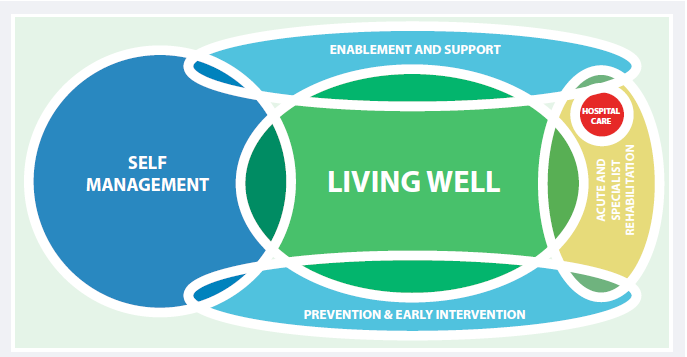 ENABLEMENT AND SUPPORT
SELF
MANAGEMENT
LIVING WELL
HOSPITAL
CARE
ACUTE AND
SPECIALIST
REHABILITATION
PREVENTION & EARLY INTERVENTION